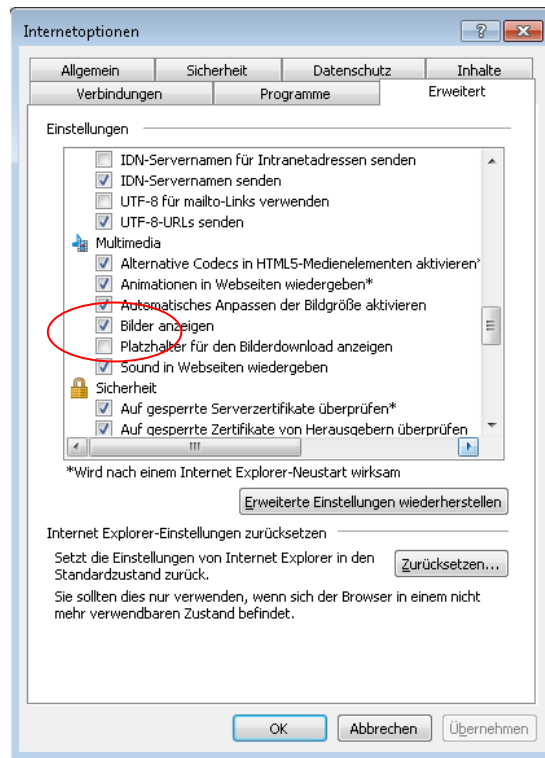 Internetoptionen
Allgemein Sicherheit Datenschutz Inhalte
Verbindungen Programme Erweitert
Einstellungen
IDN-Servernamen für Intranetadressen senden
IDN-Servernamen senden
UTF-8 für mailto-Links verwenden
UTF-8-URLs senden
Multimedia
Alternative Codecs in HTML5-Medienelementen aktivieren*
Animationen in Webseiten wiedergeben*
Automatisches Anpassen der Bildgröße aktivieren
Bilder anzeigen
Platzhalter für den Bilderdownload anzeigen
Sound in Webseiten wiedergeben
Sicherheit
Auf gesperrte Serverzertifikate überprüfen*
Auf gesperrte Zertifikate von Herausgebern überprüfen
*Wird nach einem Internet Explorer-Neustart wirksam
Erweiterte Einstellungen wiederherstellen
Internet Explorer-Einstellungen zurücksetzen
Setzt die Einstellungen von Internet Explorer in den
Standardzustand zurück.
Zurücksetzen...
Sie sollten dies nur verwenden, wenn sich der Browser in einem nicht
mehr verwendbaren Zustand befindet.
OK Abbrechen Übernehmen